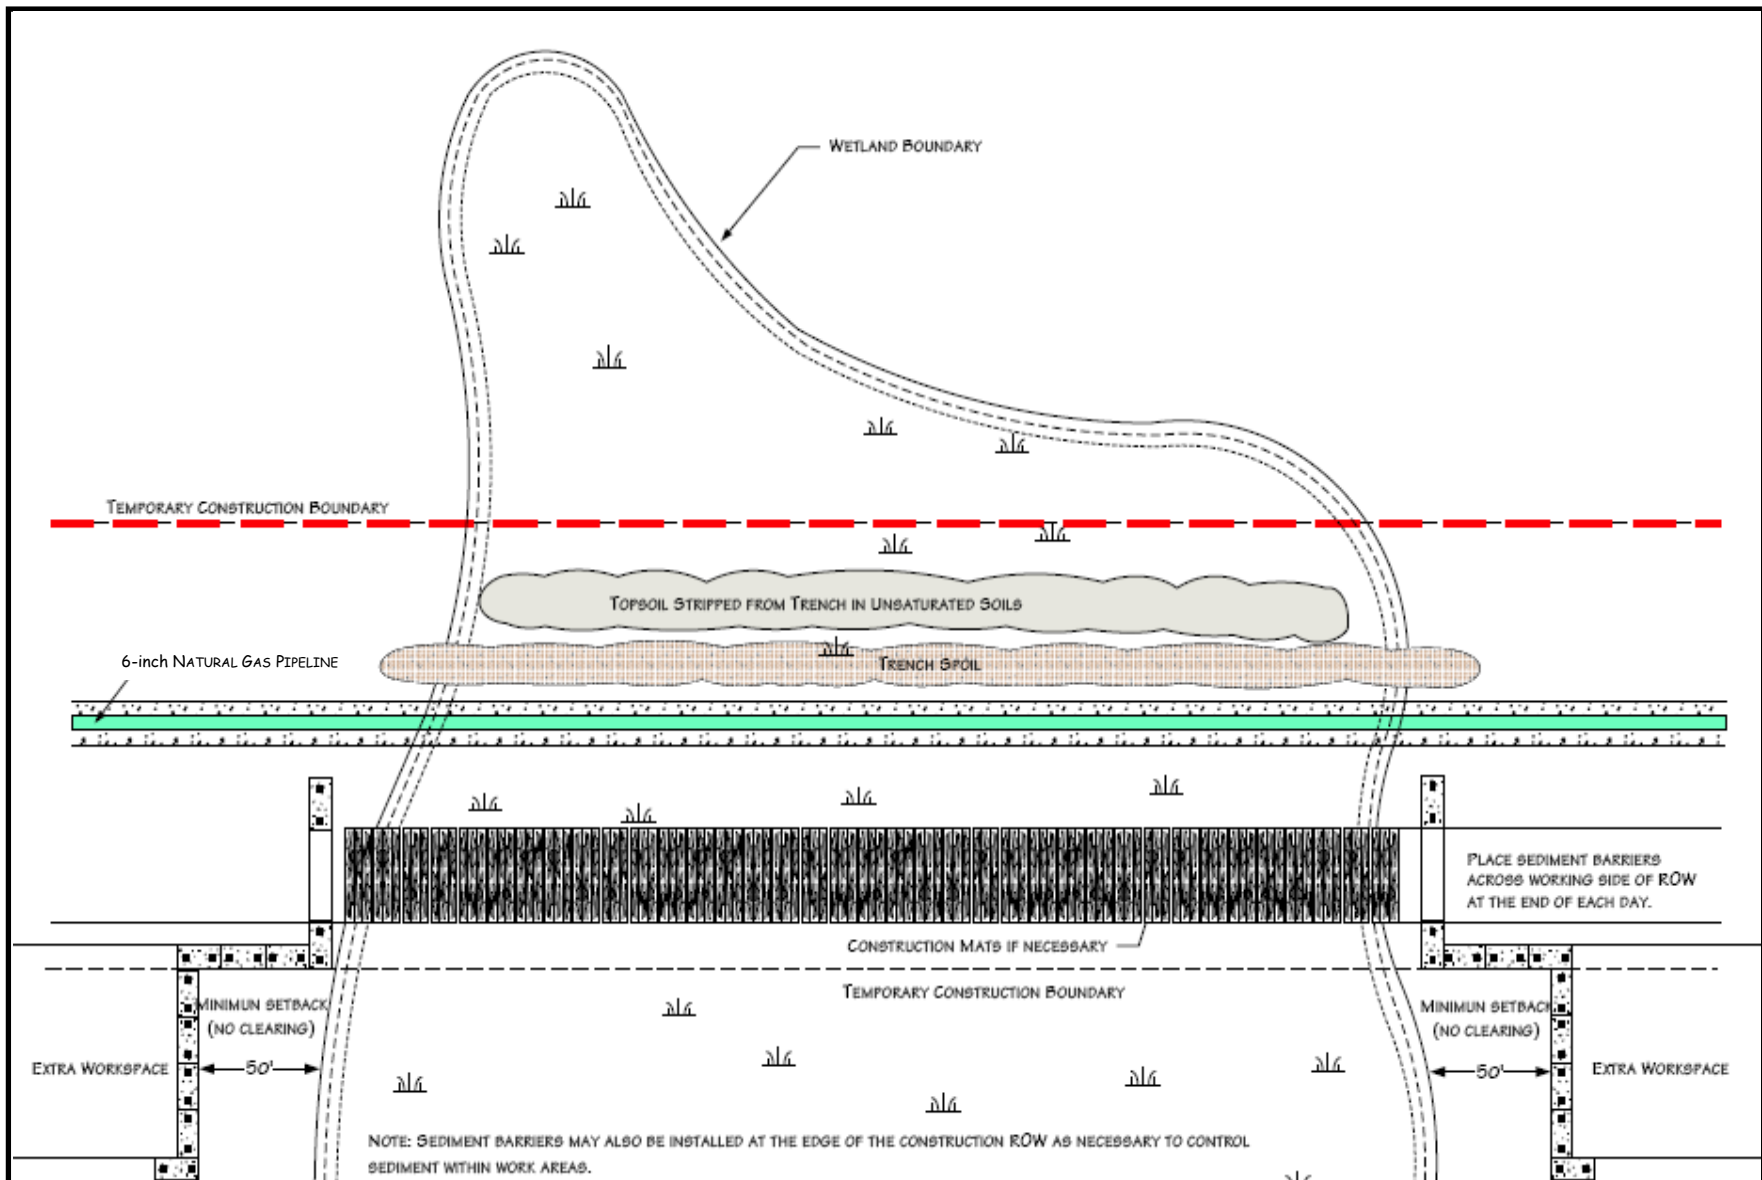 WETLAND BOUNDARY
TEMPORARY CONSTRUCTION BOUNDARY
TOPSOIL STRIPPED FROM TRENCH IN UNSATURATED SOILS
6-inch NATURAL GAS PIPELINE
TRENCH SPOIL
PLACE SEDIMENT BARRIERS
ACROSS WORKING SIDE OF ROW
AT THE END OF EACH DAY.
CONSTRUCTION MATS IF NECESSARY
TEMPORARY CONSTRUCTION BOUNDARY
MINIMUN SETBACK
(NO CLEARING)
MINIMUN SETBACK
(NO CLEARING)
EXTRA WORKSPACE
50'
50'
EXTRA WORKSPACE
NOTE: SEDIMENT BARRIERS MAY ALSO BE INSTALLED AT THE EDGE OF THE CONSTRUCTION ROW AS NECESSARY TO CONTROL
SEDIMENT WITHIN WORK AREAS.